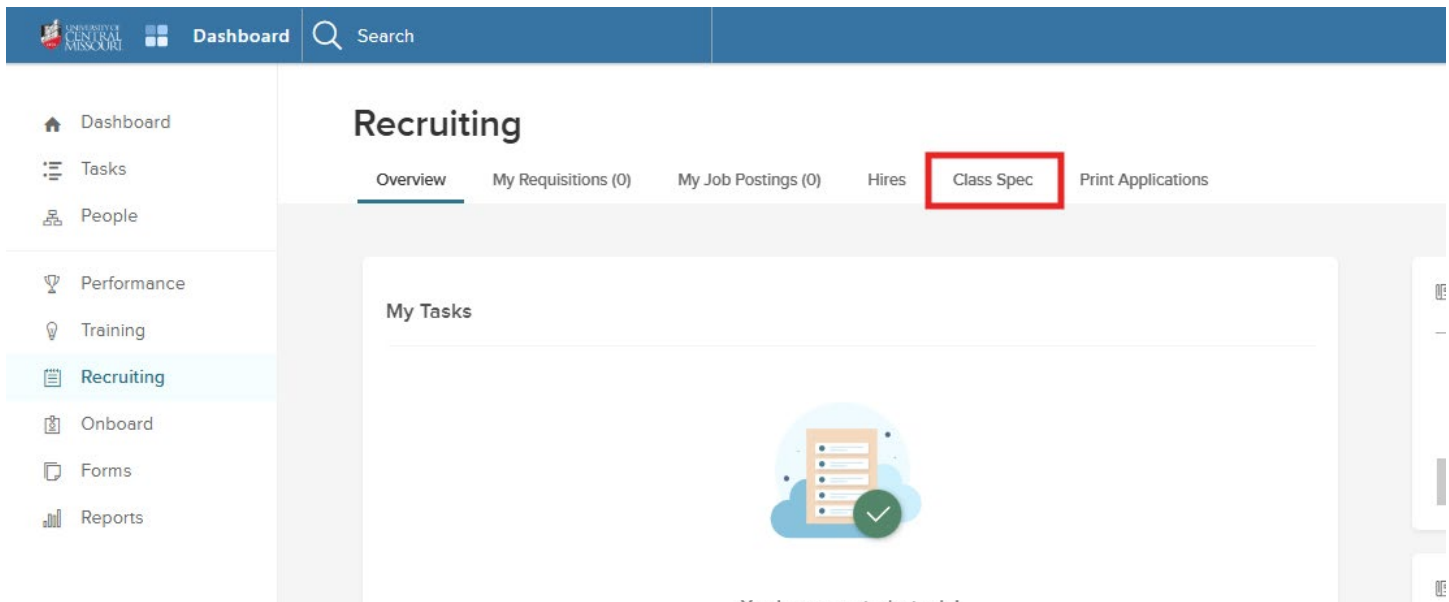 UNIVERSITY OF
CENTRAL
MISSOURI
Dashboard
Search
Dashboard
Tasks
People
Performance
Training
Recruiting
Onboard
Forms
Reports
Recruiting
Overview My Requisitions (0) My Job Postings (0) Hires Class Spec Print Applications
My Tasks